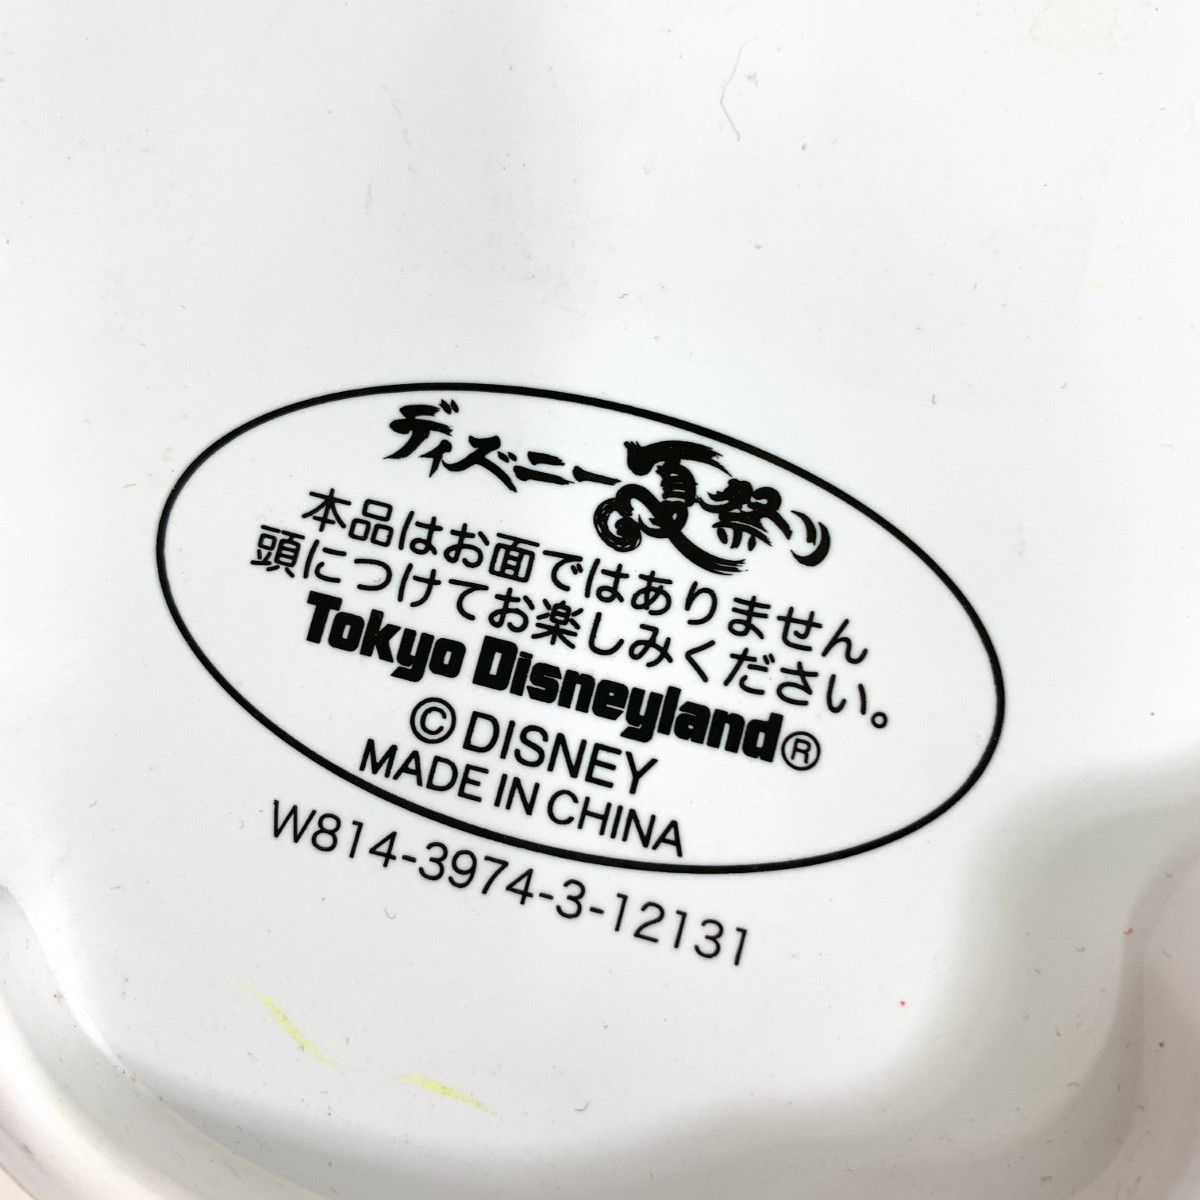 ディズニー夏祭り
本品はお面ではありません
頭につけてお楽しみください。
Tokyo Disneyland®
©DISNEY
MADE IN CHINA
W814-3974-3-12131